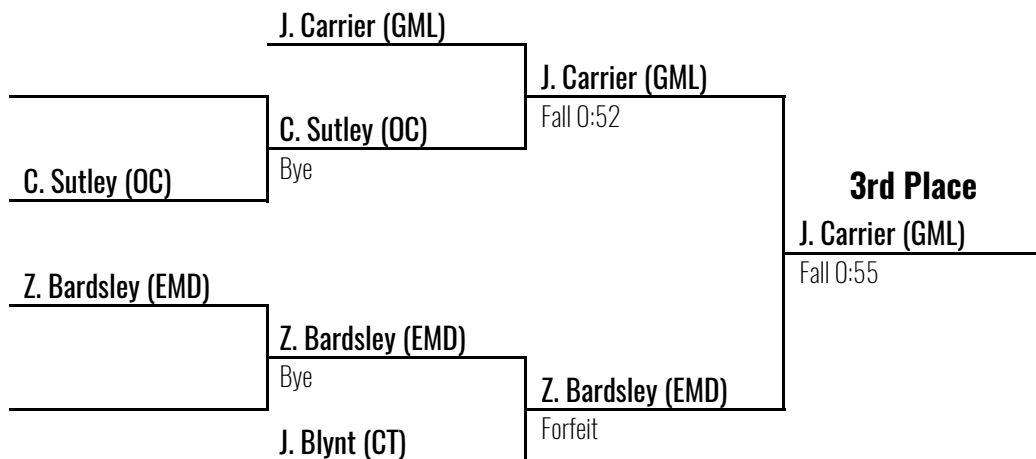 J. Carrier (GML)
J. Carrier (GML)
Fall 0:52
C. Sutley (OC)
Bye
C. Sutley (OC)
3rd Place
J. Carrier (GML)
Fall 0:55
Z. Bardsley (EMD)
Z. Bardsley (EMD)
Bye
Z. Bardsley (EMD)
Forfeit
J. Blynt (CT)